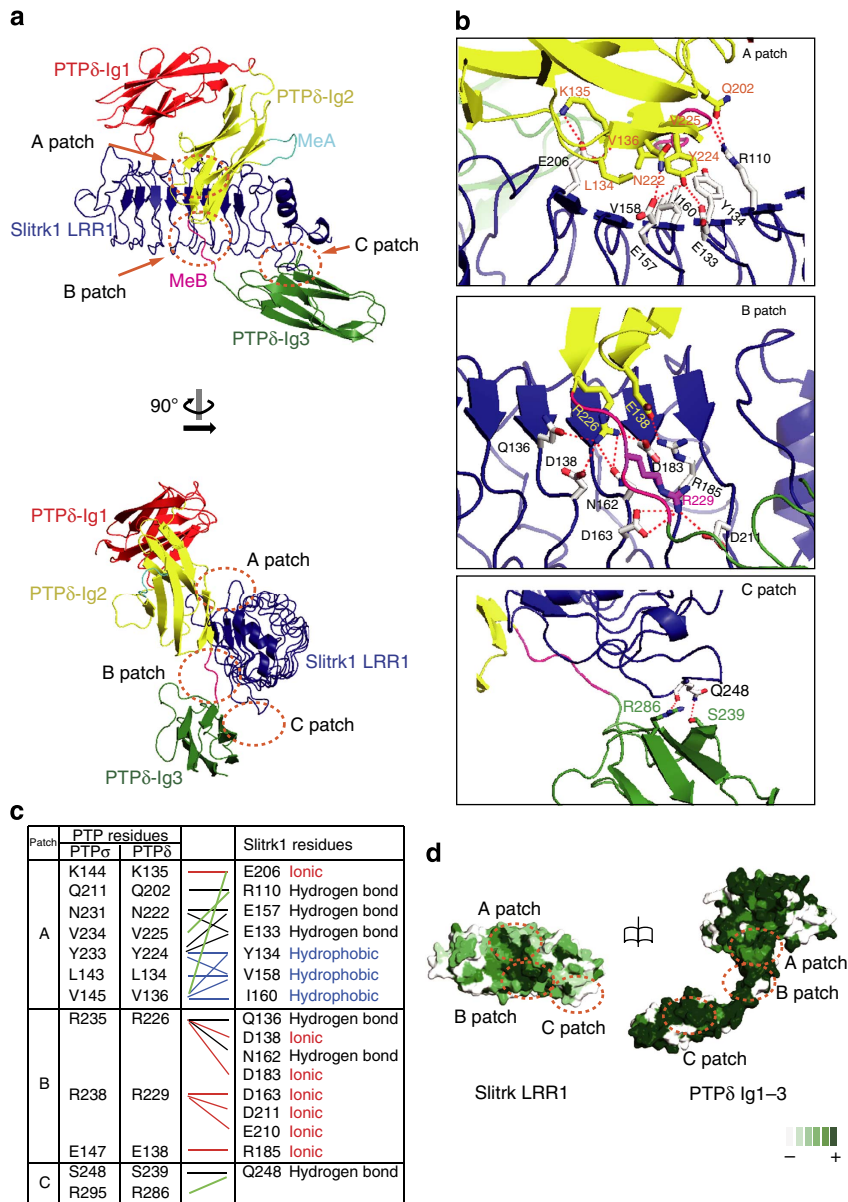 a
PTPδ-Ig1
PTPδ-Ig2
MeA
A patch
Slitrk1 LRR1
C patch
B patch
MeB
PTPδ-Ig3
90°
PTPδ-Ig1
A patch
PTPδ-Ig2
Slitrk1 LRR1
B patch
C patch
PTPδ-Ig3
b
A patch
K135
Q202
V225
V136
Y224
E206
R110
L134
N222
V158
I160
Y134
E157
E133
B patch
R226
E138
Q136
D138
D183
R185
N162
R229
D163
D211
C patch
Q248
R286
S239
c
Patch PTP residues Slitrk1 residues
PTPσ PTPδ
A
K144 K135 E206 Ionic
Q211 Q202 R110 Hydrogen bond
N231 N222 E157 Hydrogen bond
V234 V225 E133 Hydrogen bond
Y233 Y224 Y134 Hydrophobic
L143 L134 V158 Hydrophobic
V145 V136 I160 Hydrophobic
B
R235 R226 Q136 Hydrogen bond
D138 Ionic
N162 Hydrogen bond
D183 Ionic
R238 R229 D163 Ionic
D211 Ionic
E210 Ionic
E147 E138 R185 Ionic
C
S248 S239 Q248 Hydrogen bond
R295 R286
d
A patch
B patch
C patch
Slitrk LRR1
A patch
B patch
C patch
PTPδ Ig1–3
− +